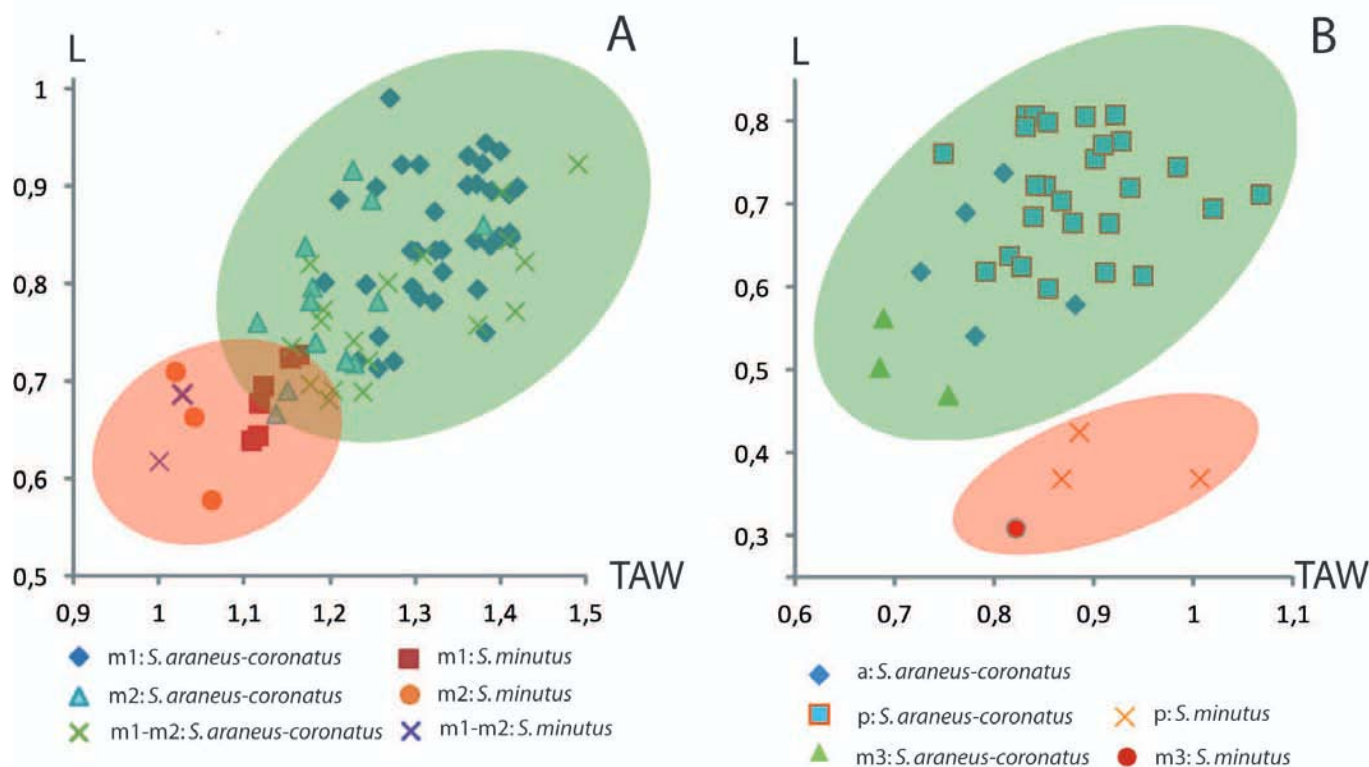 A
L
1
0,9
0,8
0,7
0,6
0,5
0,9 1 1,1 1,2 1,3 1,4 1,5
TAW
m1: S. araneus-coronatus
m2: S. araneus-coronatus
m1-m2: S. araneus-coronatus
m1: S. minutus
m2: S. minutus
m1-m2: S. minutus
B
L
0,8
0,7
0,6
0,5
0,4
0,3
0,6 0,7 0,8 0,9 1 1,1
TAW
a: S. araneus-coronatus
p: S. araneus-coronatus
m3: S. araneus-coronatus
p: S. minutus
m3: S. minutus